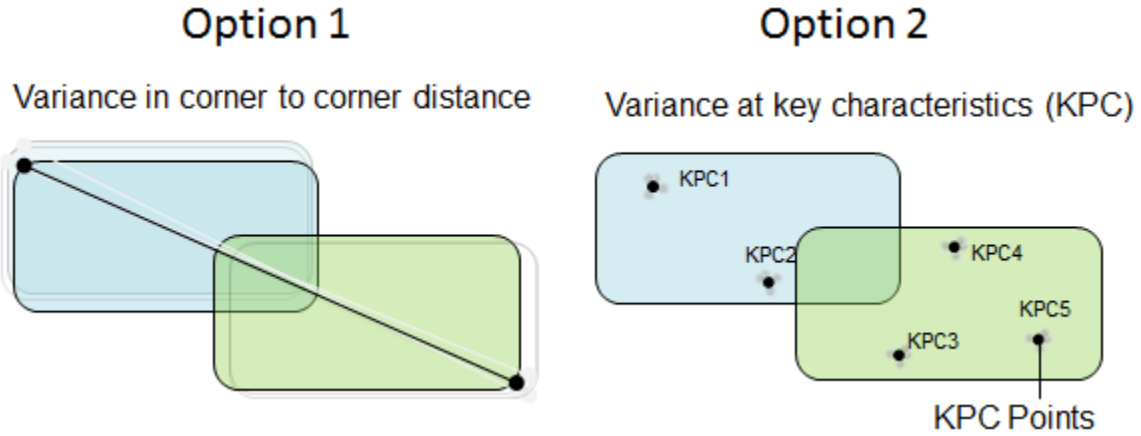 Option 1
Variance in corner to corner distance
Option 2
Variance at key characteristics (KPC)
KPC1
KPC2
KPC4
KPC5
KPC3
KPC Points